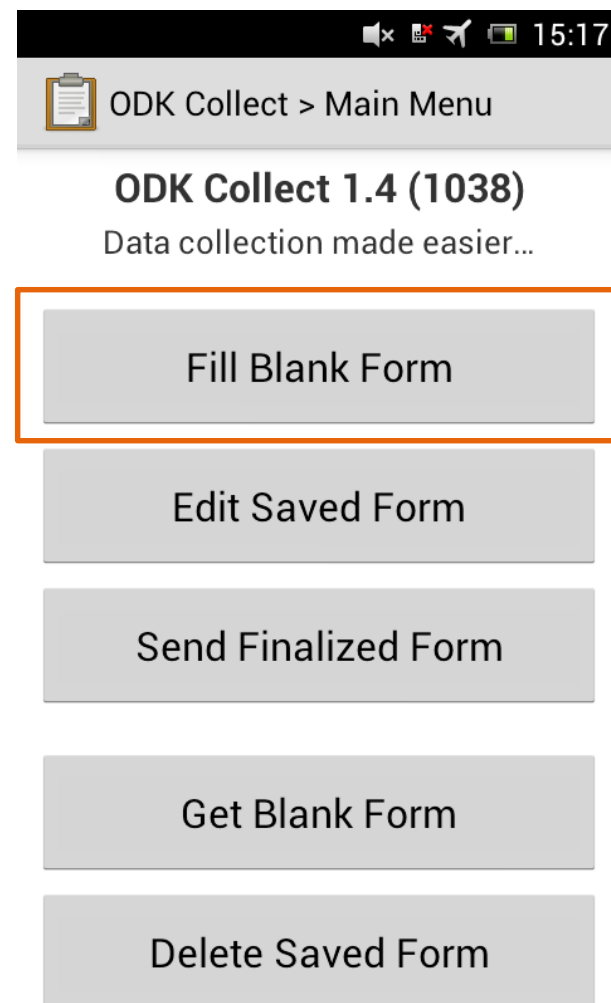 15:17
ODK Collect > Main Menu
ODK Collect 1.4 (1038)
Data collection made easier...
Fill Blank Form
Edit Saved Form
Send Finalized Form
Get Blank Form
Delete Saved Form